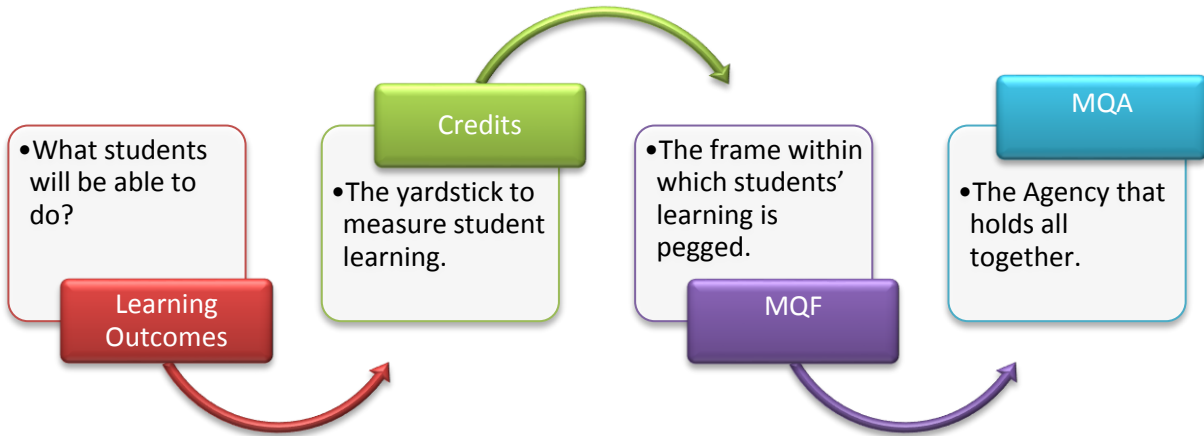 •What students
will be able to
do?
Learning
Outcomes
Credits
•The yardstick to
measure student
learning.
•The frame within
which students’
learning is
pegged.
MQF
MQA
•The Agency that
holds all
together.